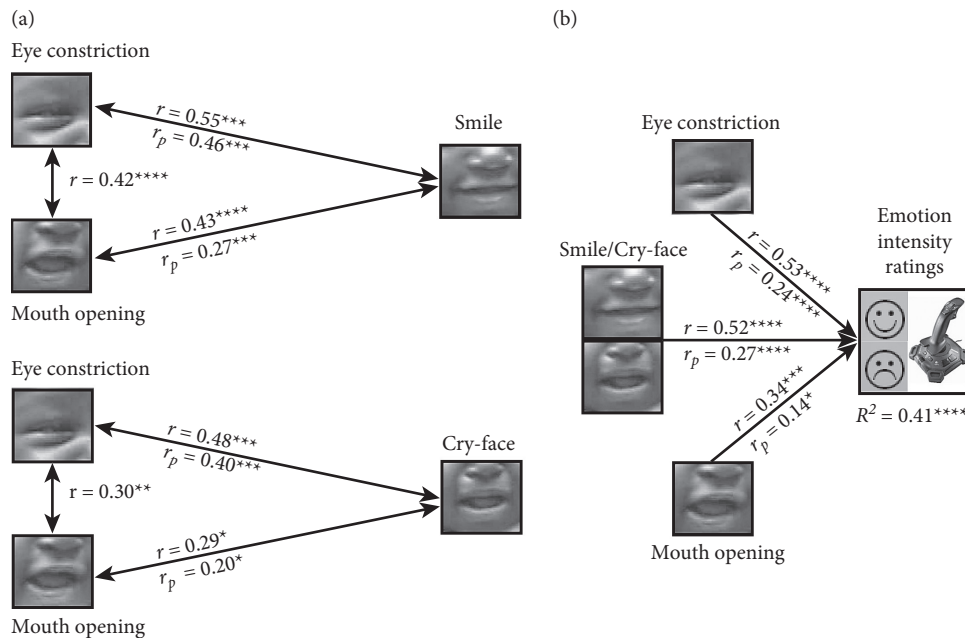 (a)
Eye constriction
r = 0.55***
r_p = 0.46***
Smile
r = 0.42****
r = 0.43****
r_p = 0.27***
Mouth opening
Eye constriction
r = 0.48***
r_p = 0.40***
Cry-face
r = 0.30**
r = 0.29*
r_p = 0.20*
Mouth opening
(b)
Eye constriction
Emotion
intensity
ratings
r = 0.53****
r_p = 0.24****
Smile/Cry-face
r = 0.52****
r_p = 0.27****
r = 0.34***
r_p = 0.14*
R² = 0.41****
Mouth opening